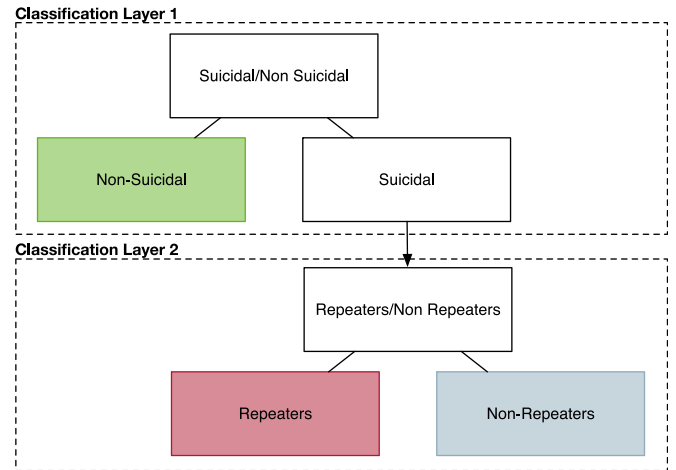 Classification Layer 1
Suicidal/Non Suicidal
Non-Suicidal
Suicidal
Classification Layer 2
Repeaters/Non Repeaters
Repeaters
Non-Repeaters